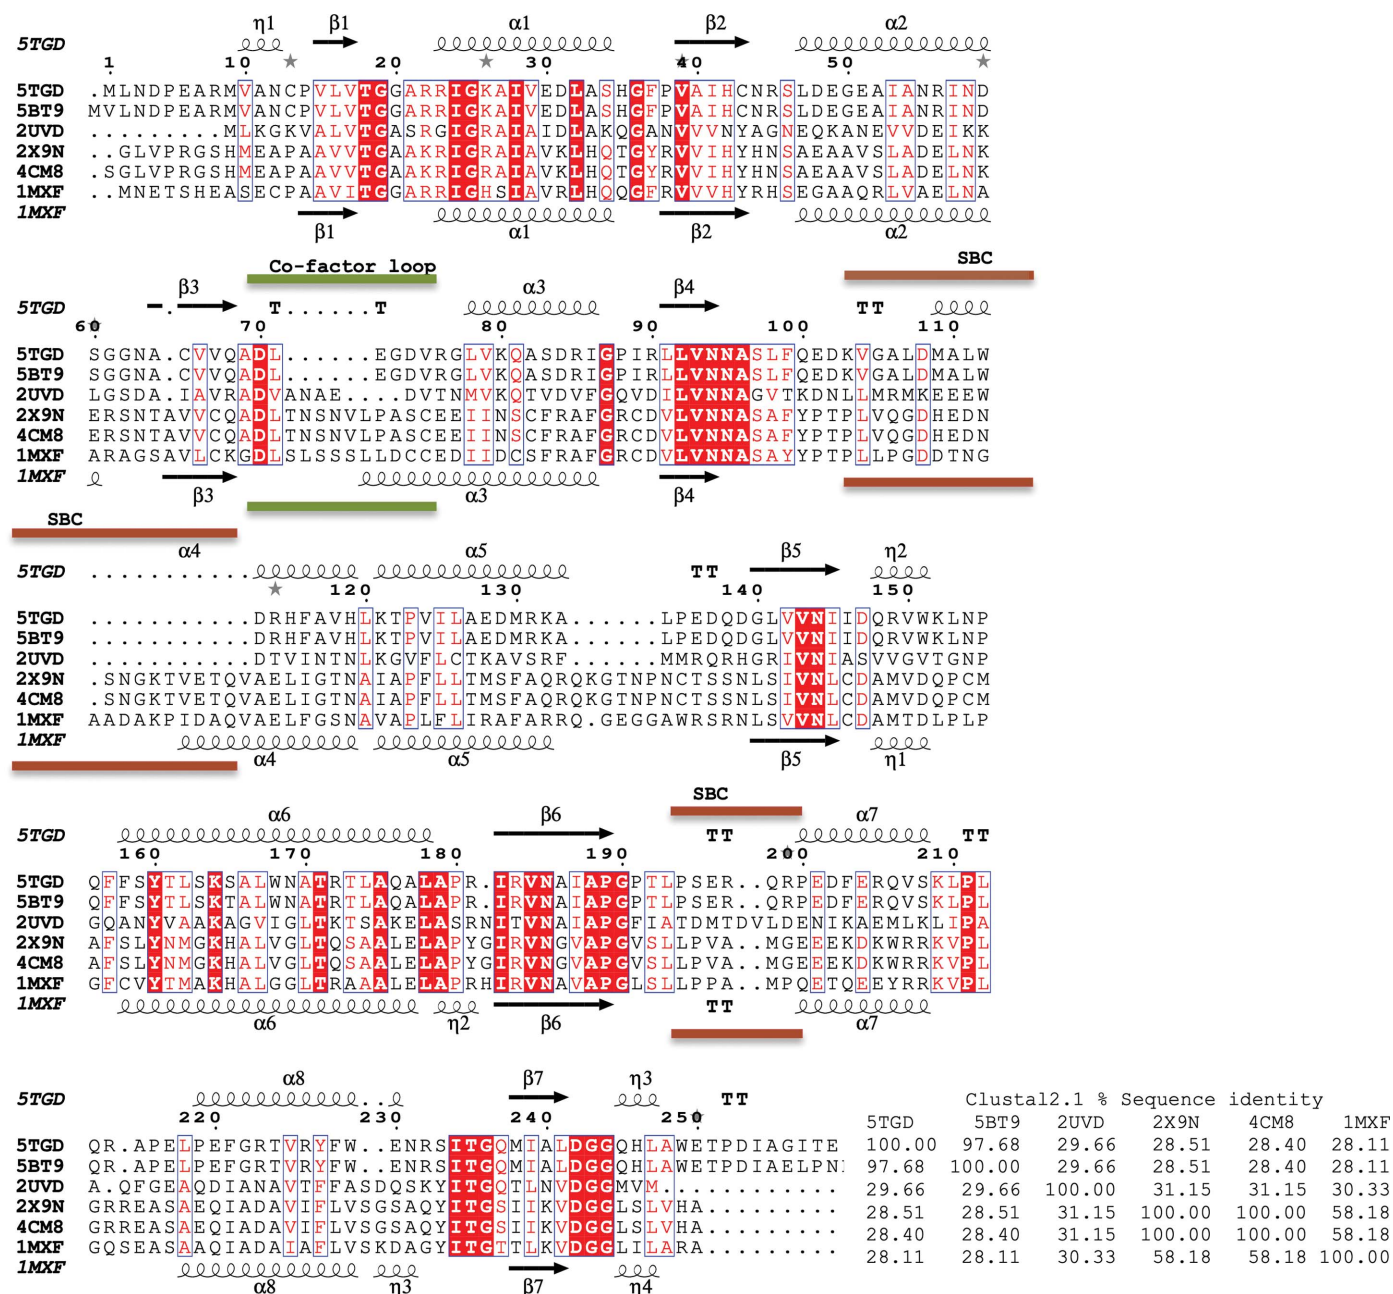 η1 β1 α1 β2 α2
5TGD
1 10 20 30 40 50
5TGD .MLNDPEARMVANCPVLVTGGARRIGKAIVEDLASHGFPVAIHCNRSLDEGEAIANRIND
5BT9 MVLNDPEARMVANCPVLVTGGARRIGKAIVEDLASHGFPVAIHCNRSLDEGEAIANRIND
2UVD .........MLKGKVALVTGASRGIGRAIAIDLAKQGANVVVNYAGNEQKANEVVDEIKK
2X9N ..GLVPRGSHMEAPAAVVTGAAKRIGRAIAVKLHQTGYRVVIHYHNSAEAAVSLADELNK
4CM8 .SGLVPRGSHMEAPAAVVTGAAKRIGRAIAVKLHQTGYRVVIHYHNSAEAAVSLADELNK
1MXF ..MNETSHEASECPAAVITGGARRIGHSIAVRLHQQGFRVVVHYRHSEGAAQRLVAELNA
1MXF
β1 α1 β2 α2
Co-factor loop SBC
β3 α3 β4
5TGD . T......T TT
60 70 80 90 100 110
5TGD SGGNA.CVVQADL......EGDVRGLVKQASDRIGPIRLLVNNASLFQEDKVGALDMALW
5BT9 SGGNA.CVVQADL......EGDVRGLVKQASDRIGPIRLLVNNASLFQEDKVGALDMALW
2UVD LGSDA.IAVRADVANAE....DVTNMVKQTVDVFGQVDILVNNAGVTKDNLLMRMKEEEW
2X9N ERSNTAVVCQADLTNSNVLPASCEEIINSCFRAFGRCDVLVNNASAFYPTPLVQGDHEDN
4CM8 ERSNTAVVCQADLTNSNVLPASCEEIINSCFRAFGRCDVLVNNASAFYPTPLVQGDHEDN
1MXF ARAGSAVLCKGDLSLSSSLLDCCEDIIDCSFRAFGRCDVLVNNASAYYPTPLLPGDDTNG
1MXF
β3 α3 β4
SBC
α4 α5 β5 η2
5TGD ........... TT
120 130 140 150
5TGD ...........DRHFAVHLKTPVILAEDMRKA......LPEDQDGLVVNIIDQRVWKLNP
5BT9 ...........DRHFAVHLKTPVILAEDMRKA......LPEDQDGLVVNIIDQRVWKLNP
2UVD ...........DTVINTNLKGVFLCTKAVSRF......MMRQRHGRIVNIASVVGVTGNP
2X9N .SNGKTVETQVAELIGTNAIAPFLLTMSFAQRQKGTNPNCTSSNLSIVNLCDAMVDQPCM
4CM8 .SNGKTVETQVAELIGTNAIAPFLLTMSFAQRQKGTNPNCTSSNLSIVNLCDAMVDQPCM
1MXF AADAKPIDAQVAELFGSNAVAPLFLIRAFARRQ.GEGGAWRSRNLSVVNLCDAMTDLPLP
1MXF
α4 α5 β5 η1
SBC
α6 β6 α7
5TGD TT TT
160 170 180 190 200 210
5TGD QFFSYTLSKSALWNATRTLAQALAPR.IRVNAIAPGPTLPSER..QRPEDFERQVSKLPL
5BT9 QFFSYTLSKTALWNATRTLAQALAPR.IRVNAIAPGPTLPSER..QRPEDFERQVSKLPL
2UVD GQANYVAAKAGVIGLTKTSAKELASRNITVNAIAPGFIATDMTDVLDENIKAEMLKLIPA
2X9N AFSLYNMGKHALVGLTQSAALELAPYGIRVNGVAPGVSLLPVA..MGEEEKDKWRRKVPL
4CM8 AFSLYNMGKHALVGLTQSAALELAPYGIRVNGVAPGVSLLPVA..MGEEEKDKWRRKVPL
1MXF GFCVYTMAKHALGGLTRAAALELAPRHIRVNAVAPGLSLLPPA..MPQETQEEYRRKVPL
1MXF TT
α6 η2 β6 α7
α8 β7 η3
5TGD .. TT
220 230 240 250
5TGD QR.APELPEFGRTVRYFW..ENRSITGQMIALDGGQHLAWETPDIAGITE
5BT9 QR.APELPEFGRTVRYFW..ENRSITGQMIALDGGQHLAWETPDIAELPN
2UVD A.QFGEAQDIANAVTFFASDQSKYITGQTLNVDGGMVM............
2X9N GRREASAEQIADAVIFLVSGSAQYITGSIIKVDGGLSLVHA.........
4CM8 GRREASAEQIADAVIFLVSGSAQYITGSIIKVDGGLSLVHA.........
1MXF GQSEASAAQIADAIAFLVSKDAGYITGTTLKVDGGLILARA.........
1MXF
α8 η3 β7 η4
Clustal2.1 % Sequence identity
5TGD 5BT9 2UVD 2X9N 4CM8 1MXF
100.00 97.68 29.66 28.51 28.40 28.11
97.68 100.00 29.66 28.51 28.40 28.11
29.66 29.66 100.00 31.15 31.15 30.33
28.51 28.51 31.15 100.00 100.00 58.18
28.40 28.40 31.15 100.00 100.00 58.18
28.11 28.11 30.33 58.18 58.18 100.00